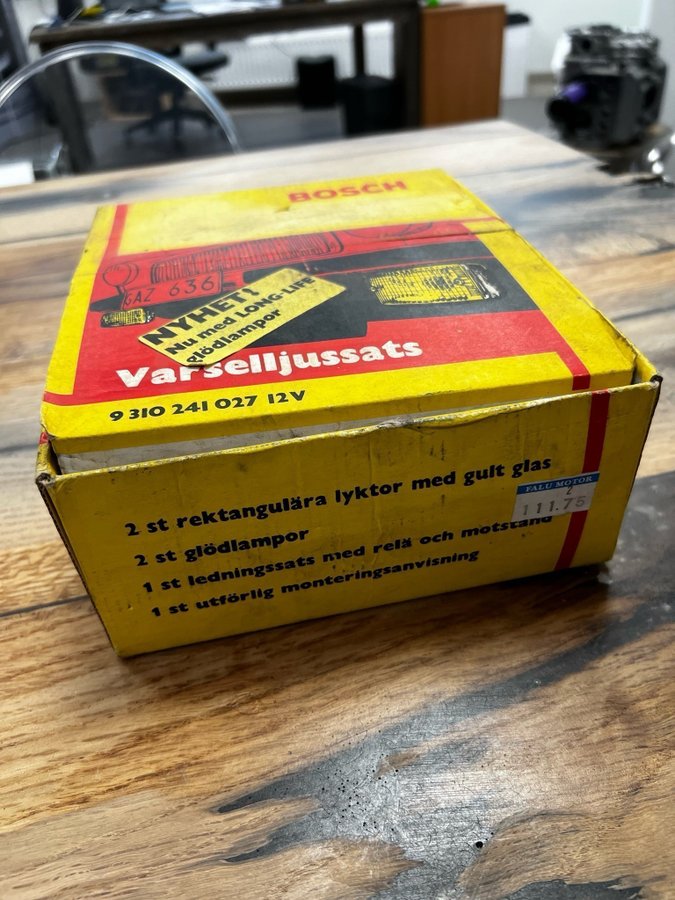 BOSCH
GAZ 636
NYHET!
Nu med LONG-LIFE
glödlampor
Varselljussats
9 310 241 027 12V
2 st rektangulära lyktor med gult glas
2 st glödlampor
1 st ledningssats med relä och motstånd
1 st utförlig monteringsanvisning
FALU MOTOR
2
111.75